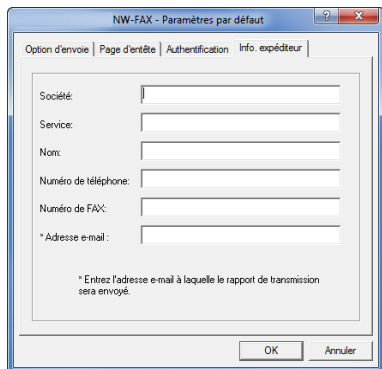 NW-FAX - Paramètres par défaut
Option d'envoie Page d'entête Authentification Info. expéditeur
Société:
Service:
Nom:
Numéro de téléphone:
Numéro de FAX:
* Adresse e-mail :
* Entrez l'adresse e-mail à laquelle le rapport de transmission
sera envoyé.
OK Annuler